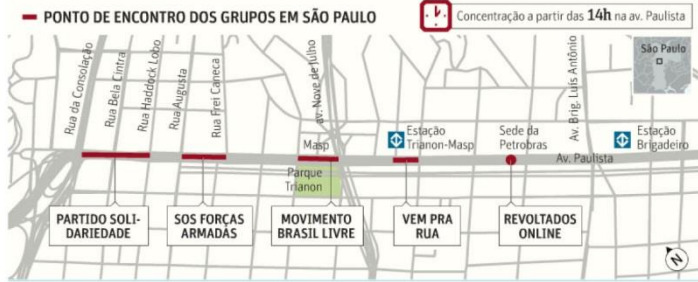 PONTO DE ENCONTRO DOS GRUPOS EM SÃO PAULO
Concentração a partir das 14h na av. Paulista
Rua da Consolação
Rua Bela Cintra
Rua Haddock Lobo
Rua Augusta
Rua Frei Caneca
av. Nove de Julho
Av. Brig. Luís Antônio
São Paulo
Masp
Estação
Trianon-Masp
Sede da
Petrobras
Estação
Brigadeiro
Av. Paulista
Parque
Trianon
PARTIDO SOLI-
DARIEDADE
SOS FORÇAS
ARMADAS
MOVIMENTO
BRASIL LIVRE
VEM PRA
RUA
REVOLTADOS
ONLINE
N